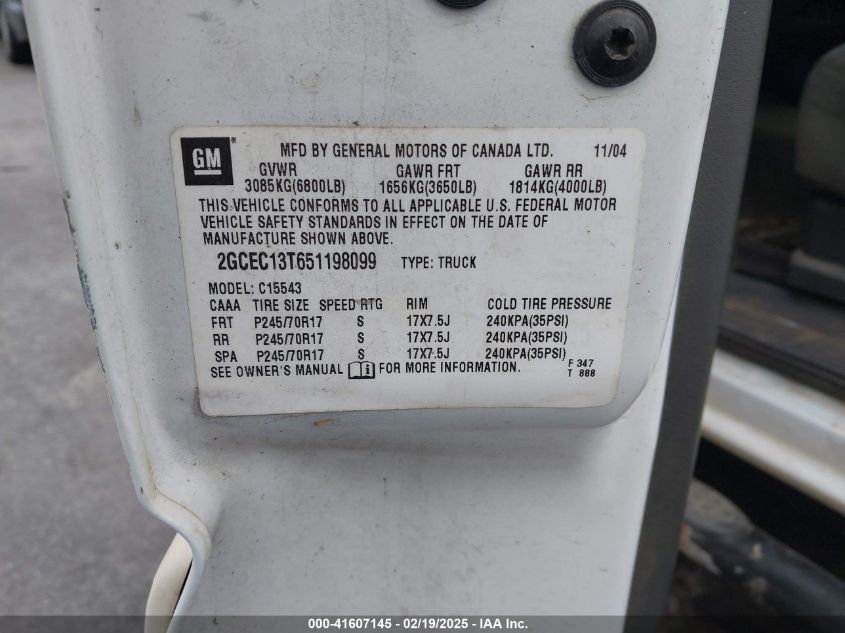 GM ® MFD BY GENERAL MOTORS OF CANADA LTD. 11/04
GVWR GAWR FRT GAWR RR
3085KG(6800LB) 1656KG(3650LB) 1814KG(4000LB)
THIS VEHICLE CONFORMS TO ALL APPLICABLE U.S. FEDERAL MOTOR
VEHICLE SAFETY STANDARDS IN EFFECT ON THE DATE OF
MANUFACTURE SHOWN ABOVE.
2GCEC13T651198099 TYPE: TRUCK
MODEL: C15543
CAAA TIRE SIZE SPEED RTG RIM COLD TIRE PRESSURE
FRT P245/70R17 S 17X7.5J 240KPA(35PSI)
RR P245/70R17 S 17X7.5J 240KPA(35PSI)
SPA P245/70R17 S 17X7.5J 240KPA(35PSI)
SEE OWNER'S MANUAL i FOR MORE INFORMATION. F 347
T 888
000-41607145 - 02/19/2025 - IAA Inc.